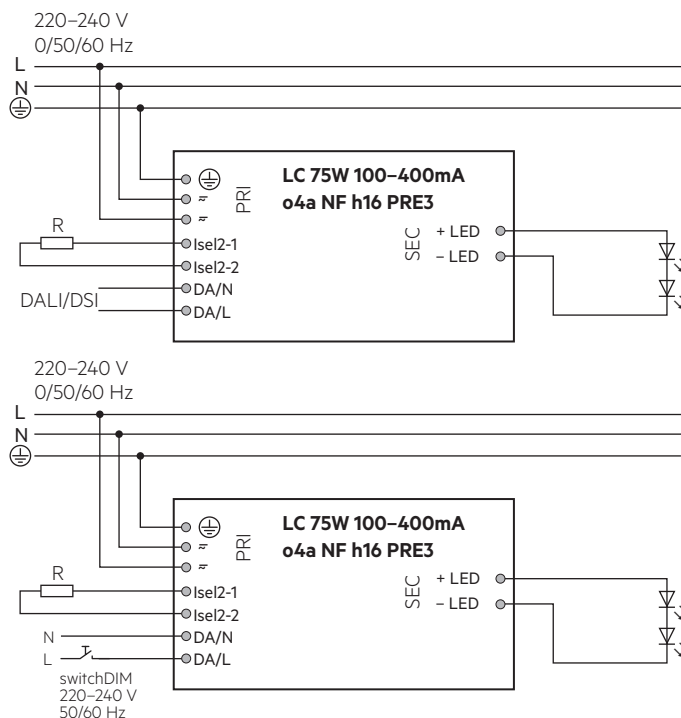 220–240 V
0/50/60 Hz
L
N
LC 75W 100–400mA
o4a NF h16 PRE3
PRI
R
Isel2-1
Isel2-2
DA/N
DALI/DSI
DA/L
SEC
+ LED
– LED
220–240 V
0/50/60 Hz
L
N
LC 75W 100–400mA
o4a NF h16 PRE3
PRI
R
Isel2-1
Isel2-2
N
DA/N
L
DA/L
SEC
+ LED
– LED
switchDIM
220–240 V
50/60 Hz